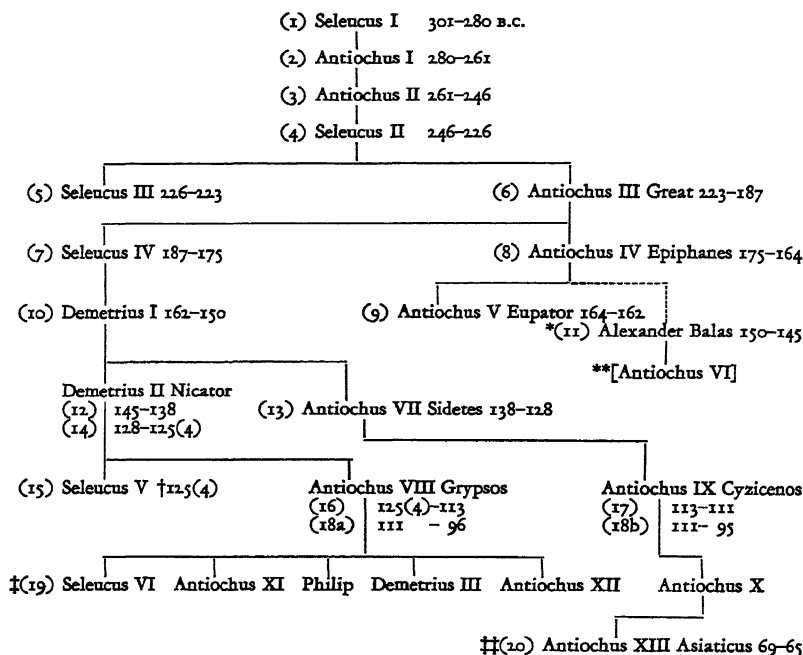 (1) Seleucus I 301–280 B.C.
(2) Antiochus I 280–261
(3) Antiochus II 261–246
(4) Seleucus II 246–226
(5) Seleucus III 226–223 (6) Antiochus III Great 223–187
(7) Seleucus IV 187–175 (8) Antiochus IV Epiphanes 175–164
(10) Demetrius I 162–150 (9) Antiochus V Eupator 164–162
*(11) Alexander Balas 150–145
**[Antiochus VI]
Demetrius II Nicator
(12) 145–138 (13) Antiochus VII Sidetes 138–128
(14) 128–125(4)
(15) Seleucus V †125(4) Antiochus VIII Grypsos Antiochus IX Cyzicenos
(16) 125(4)–113 (17) 113–111
(18a) 111 – 96 (18b) 111– 95
‡(19) Seleucus VI Antiochus XI Philip Demetrius III Antiochus XII Antiochus X
‡‡(20) Antiochus XIII Asiaticus 69–65